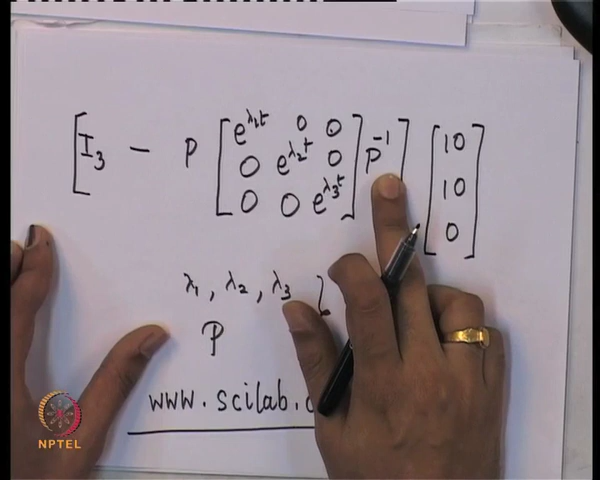 [I₃ − P [e^{λ₁t} 0 0
0 e^{λ₂t} 0
0 0 e^{λ₃t}] P⁻¹] [10
10
0]
λ₁, λ₂, λ₃ }
P
www.scilab.
NPTEL